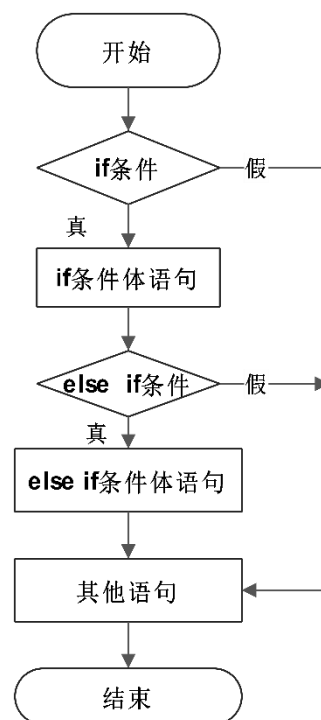 开始
if条件
假
真
if条件体语句
else if条件
假
真
else if条件体语句
其他语句
结束